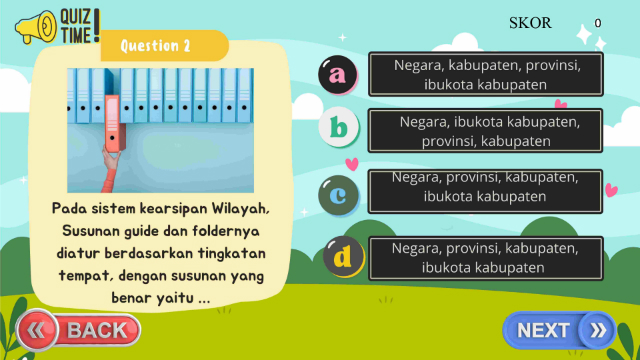 QUIZ
TIME!
Question 2
SKOR 0
Pada sistem kearsipan Wilayah,
Susunan guide dan foldernya
diatur berdasarkan tingkatan
tempat, dengan susunan yang
benar yaitu ...
a
Negara, kabupaten, provinsi,
ibukota kabupaten
b
Negara, ibukota kabupaten,
provinsi, kabupaten
c
Negara, provinsi, kabupaten,
ibukota kabupaten
d
Negara, provinsi, kabupaten,
ibukota kabupaten
BACK
NEXT